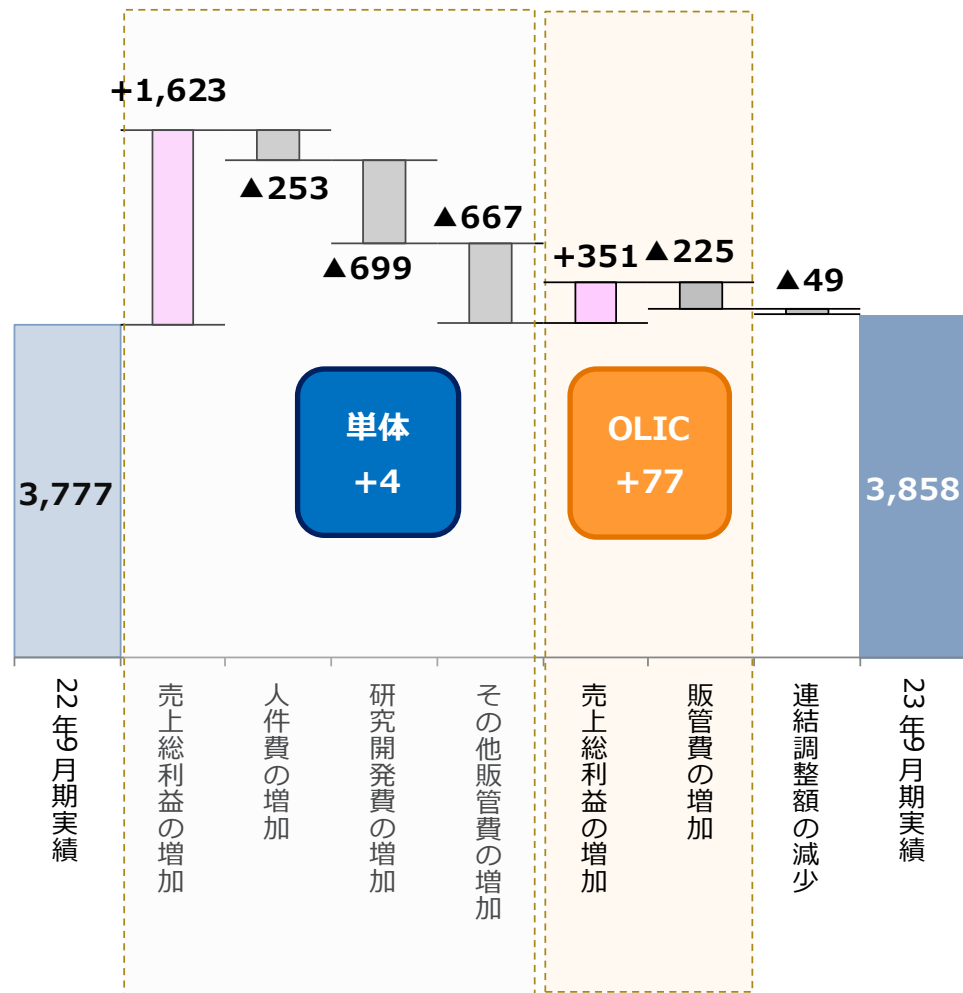 +1,623
▲253
▲699
▲667
+351
▲225
▲49
単体
+4
OLIC
+77
3,777
3,858
22年9月期実績
売上総利益の増加
人件費の増加
研究開発費の増加
その他販管費の増加
売上総利益の増加
販管費の増加
連結調整額の減少
23年9月期実績